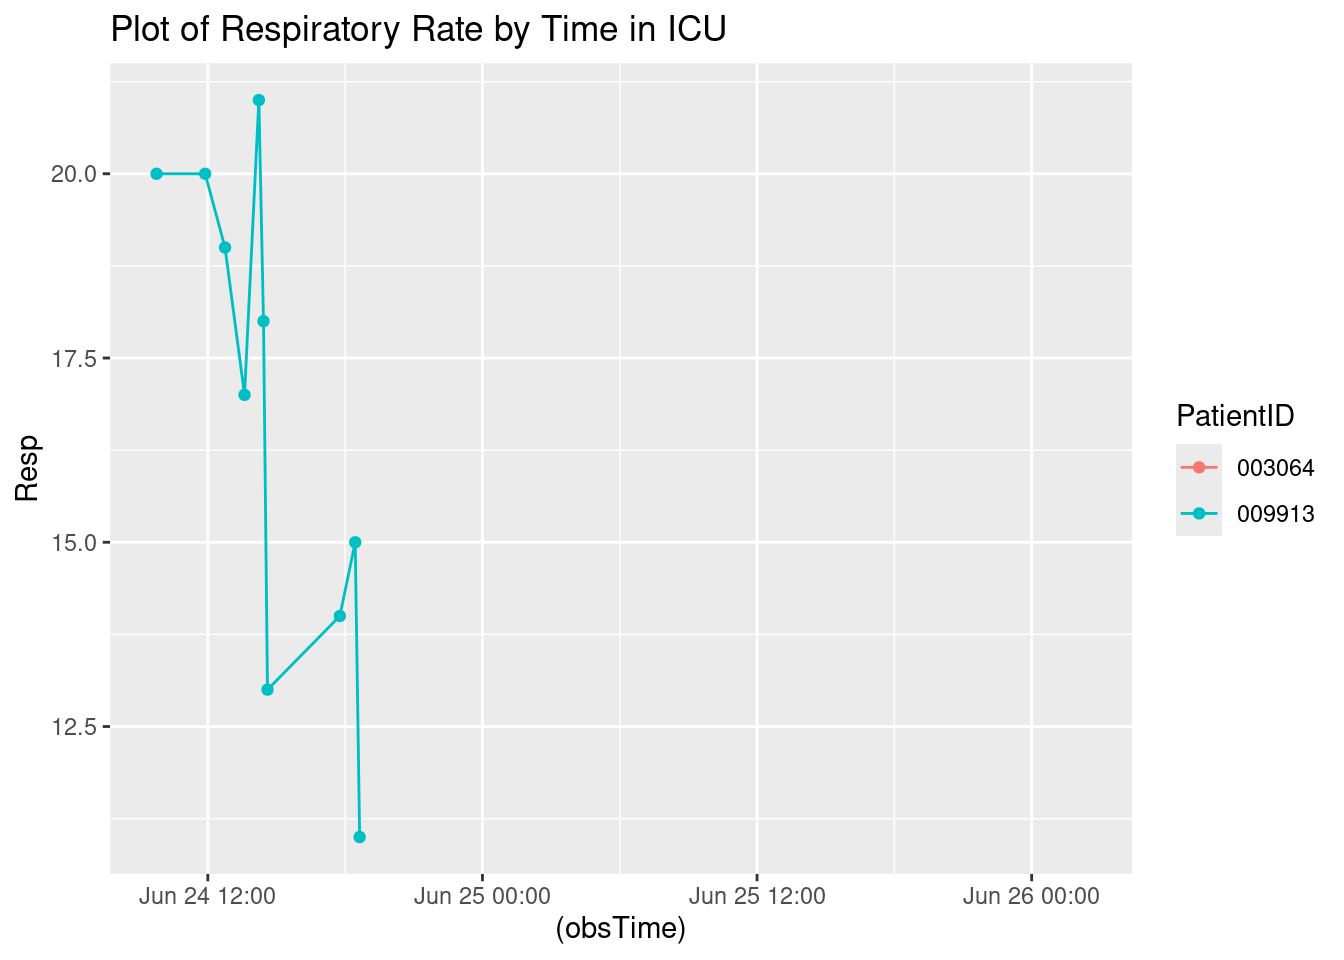 Plot of Respiratory Rate by Time in ICU
20.0
17.5
15.0
12.5
Resp
Jun 24 12:00 Jun 25 00:00 Jun 25 12:00 Jun 26 00:00
(obsTime)
PatientID
003064
009913